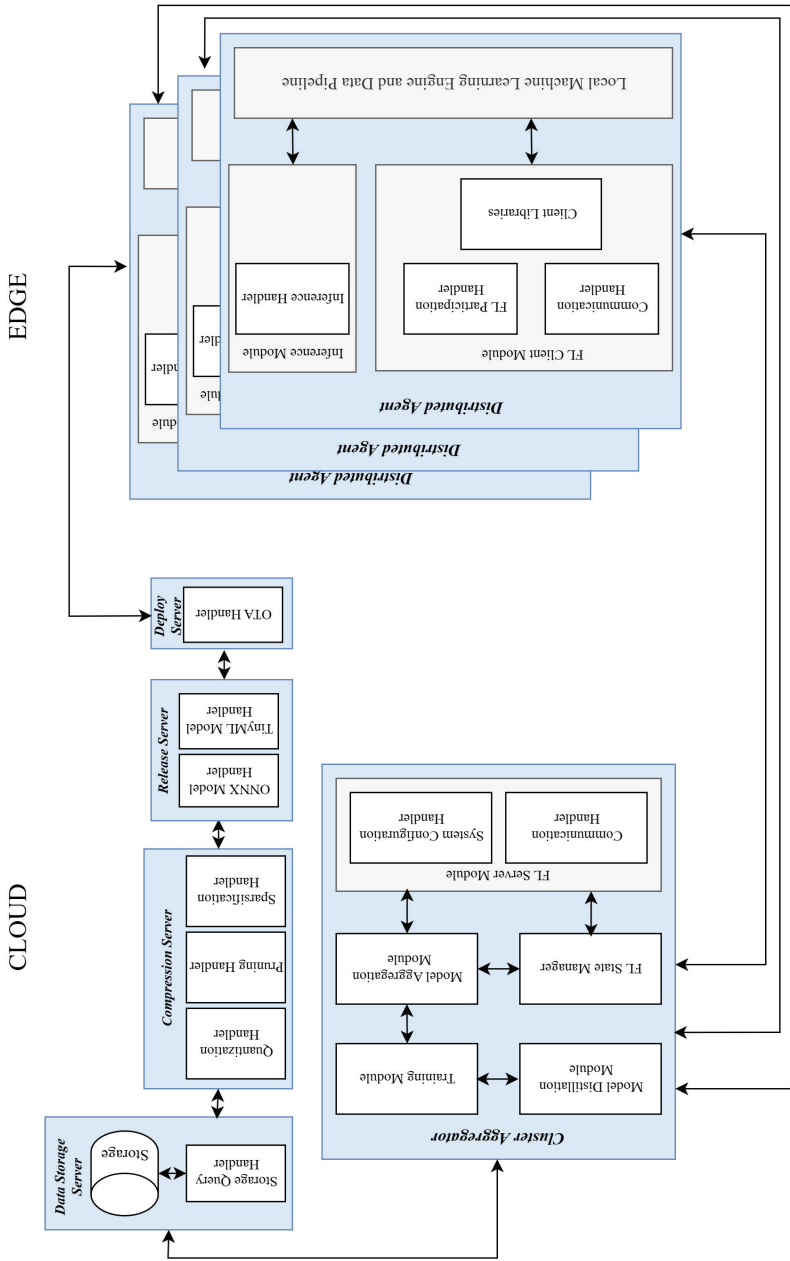 EDGE
CLOUD
Local Machine Learning Engine and Data Pipeline
Client Libraries
Inference Handler
FL Participation
Handler
Communication
Handler
Inference Module
FL Client Module
Distributed Agent
Handler
Module
Distributed Agent
Handler
Module
Distributed Agent
Deploy
Server
OTA Handler
Release Server
TinyML Model
Handler
ONNX Model
Handler
Compression Server
Sparsification
Handler
Pruning Handler
Quantization
Handler
Data Storage
Server
Storage
Storage Query
Handler
System Configuration
Handler
Communication
Handler
FL Server Module
Model Aggregation
Module
FL State Manager
Training Module
Model Distillation
Module
Cluster Aggregator